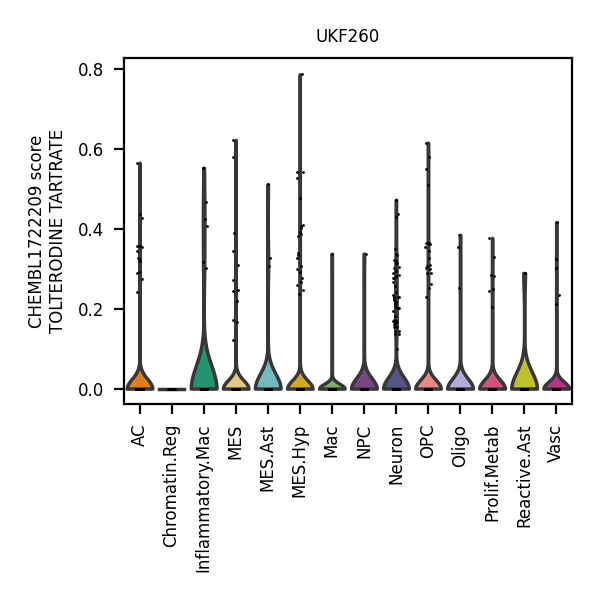 UKF260
CHEMBL1722209 score
TOLTERODINE TARTRATE
0.8
0.6
0.4
0.2
0.0
AC
Chromatin.Reg
Inflammatory.Mac
MES
MES.Ast
MES.Hyp
Mac
NPC
Neuron
OPC
Oligo
Prolif.Metab
Reactive.Ast
Vasc